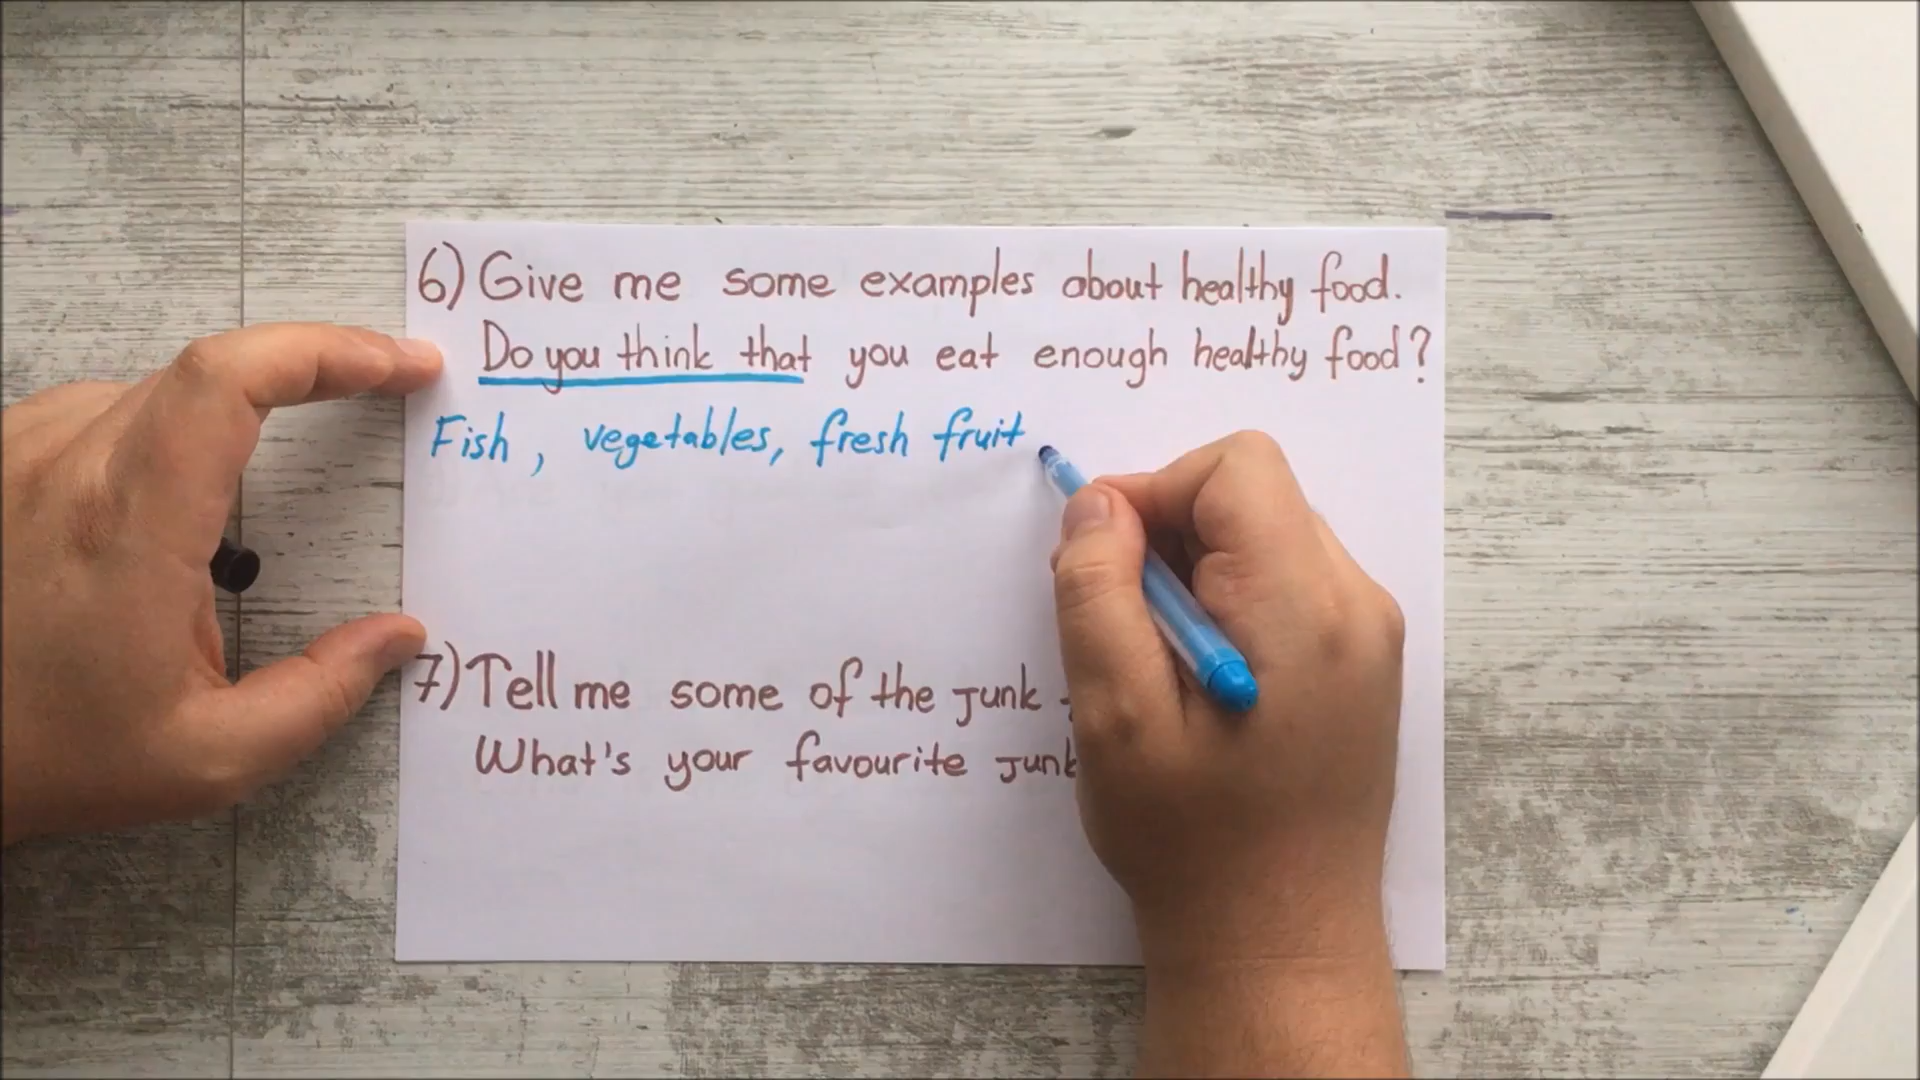 6) Give me some examples about healthy food.
Do you think that you eat enough healthy food?
Fish, vegetables, fresh fruit
7) Tell me some of the junk
What's your favourite junk